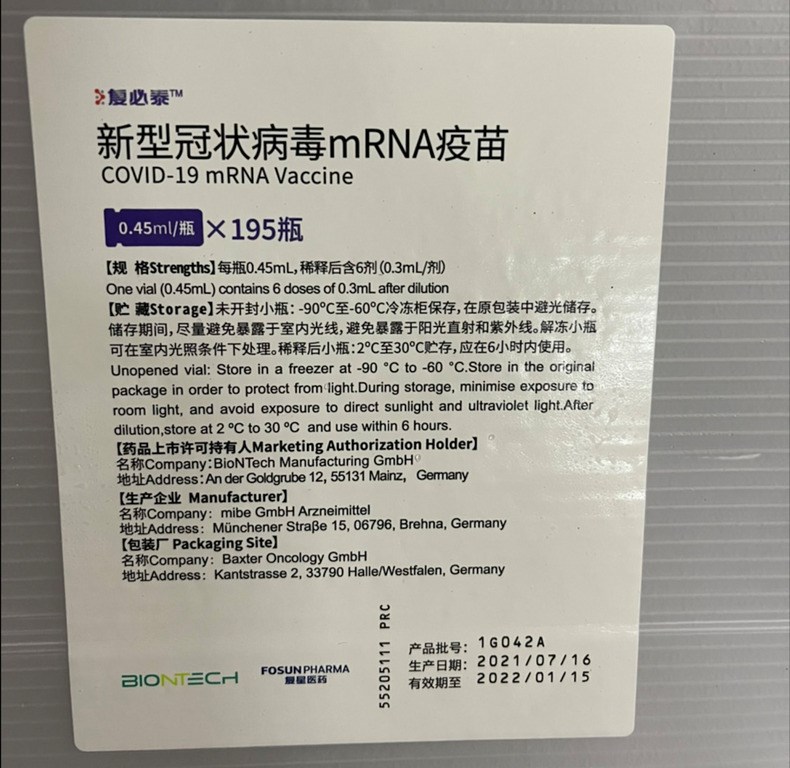 复必泰™
新型冠状病毒mRNA疫苗
COVID-19 mRNA Vaccine
0.45ml/瓶 ×195瓶
【规 格Strengths】每瓶0.45mL,稀释后含6剂(0.3mL/剂)
One vial (0.45mL) contains 6 doses of 0.3mL after dilution
【贮 藏Storage】未开封小瓶: -90℃至-60℃冷冻柜保存,在原包装中避光储存。
储存期间,尽量避免暴露于室内光线,避免暴露于阳光直射和紫外线。解冻小瓶
可在室内光照条件下处理。稀释后小瓶:2℃至30℃贮存,应在6小时内使用。
Unopened vial: Store in a freezer at -90 °C to -60 °C.Store in the original
package in order to protect from light.During storage, minimise exposure to
room light, and avoid exposure to direct sunlight and ultraviolet light.After
dilution,store at 2 ºC to 30 ºC and use within 6 hours.
【药品上市许可持有人Marketing Authorization Holder】
名称Company:BioNTech Manufacturing GmbH
地址Address:An der Goldgrube 12, 55131 Mainz, Germany
【生产企业 Manufacturer】
名称Company: mibe GmbH Arzneimittel
地址Address: Münchener Straβe 15, 06796, Brehna, Germany
【包装厂 Packaging Site】
名称Company: Baxter Oncology GmbH
地址Address: Kantstrasse 2, 33790 Halle/Westfalen, Germany
BIONTECH
FOSUN PHARMA
复星医药
55205111 PRC
产品批号: 1G042A
生产日期: 2021/07/16
有效期至 2022/01/15